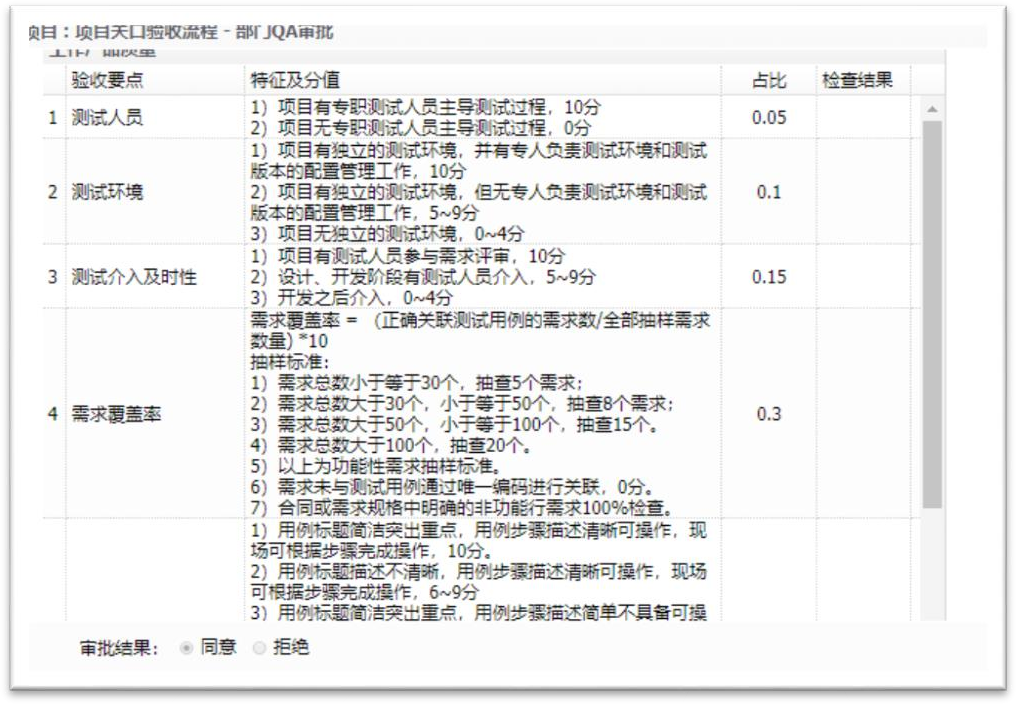 项目：项目关口验收流程 - 部门QA审批
工作产品质量
验收要点 特征及分值 占比 检查结果
1 测试人员 1）项目有专职测试人员主导测试过程，10分 0.05
2）项目无专职测试人员主导测试过程，0分
2 测试环境 1）项目有独立的测试环境，并有专人负责测试环境和测试 0.1
版本的配置管理工作，10分
2）项目有独立的测试环境，但无专人负责测试环境和测试
版本的配置管理工作，5~9分
3）项目无独立的测试环境，0~4分
3 测试介入及时性 1）项目有测试人员参与需求评审，10分 0.15
2）设计、开发阶段有测试人员介入，5~9分
3）开发之后介入，0~4分
4 需求覆盖率 需求覆盖率 = （正确关联测试用例的需求数/全部抽样需求 0.3
数量）*10
抽样标准：
1）需求总数小于等于30个，抽查5个需求；
2）需求总数大于30个，小于等于50个，抽查8个需求；
3）需求总数大于50个，小于等于100个，抽查15个。
4）需求总数大于100个，抽查20个。
5）以上为功能性需求抽样标准。
6）需求未与测试用例通过唯一编码进行关联，0分。
7）合同或需求规格中明确的非功能行需求100%检查。
1）用例标题简洁突出重点，用例步骤描述清晰可操作，现
场可根据步骤完成操作，10分。
2）用例标题描述不清晰，用例步骤描述清晰可操作，现场
可根据步骤完成操作，6~9分
3）用例标题简洁突出重点，用例步骤描述简单不具备可操
审批结果： 同意 拒绝